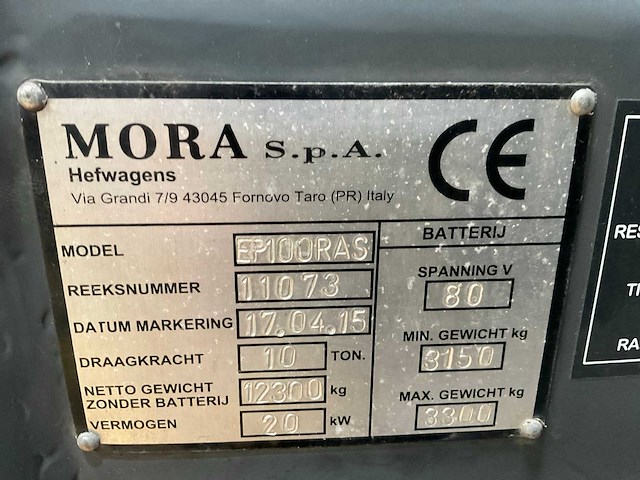 MORA S.p.A.
Hefwagens
Via Grandi 7/9 43045 Fornovo Taro (PR) Italy
CE
MODEL EP100RAS
REEKSNUMMER 11073
DATUM MARKERING 17.04.15
DRAAGKRACHT 10 TON.
NETTO GEWICHT
ZONDER BATTERIJ 12300 kg
VERMOGEN 20 kW
BATTERIJ
SPANNING V
80
MIN. GEWICHT kg
3150
MAX. GEWICHT kg
3300